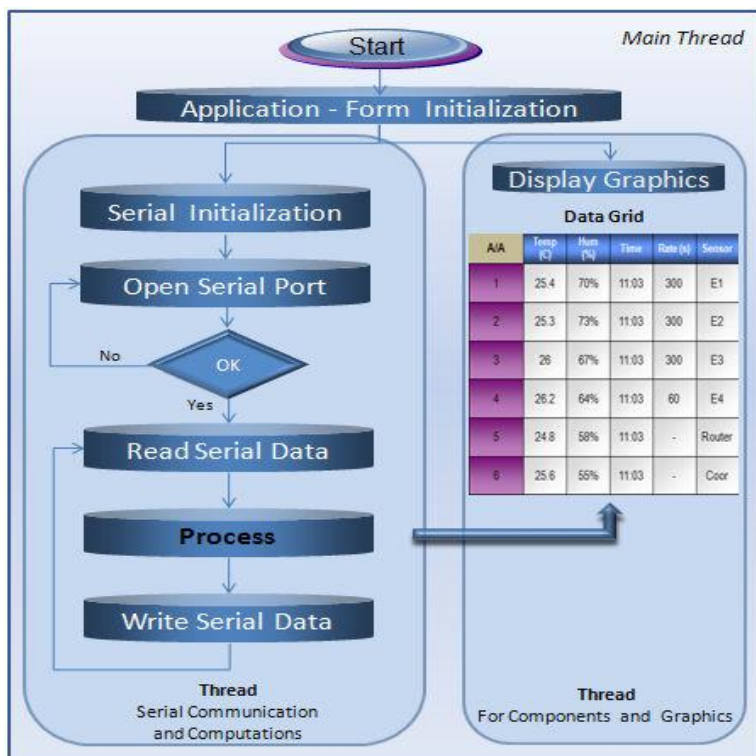 Start
Main Thread
Application - Form Initialization
Serial Initialization
Open Serial Port
No
OK
Yes
Read Serial Data
Process
Write Serial Data
Thread
Serial Communication
and Computations
Display Graphics
Data Grid
A/A Temp (C) Hum (%) Time Rate (s) Sensor
1 25.4 70% 11:03 300 E1
2 25.3 73% 11:03 300 E2
3 26 67% 11:03 300 E3
4 26.2 64% 11:03 60 E4
5 24.8 58% 11:03 - Router
6 25.6 55% 11:03 - Coor
Thread
For Components and Graphics